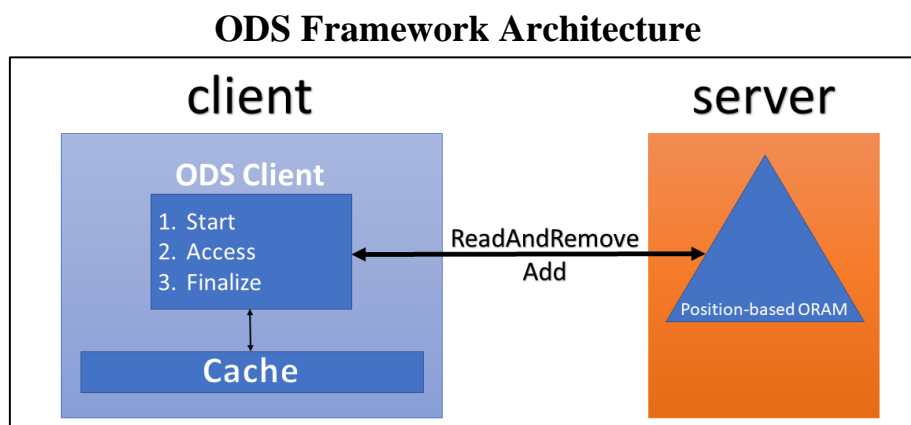 ODS Framework Architecture
client
server
ODS Client
1. Start
2. Access
3. Finalize
ReadAndRemove
Add
Position-based ORAM
Cache